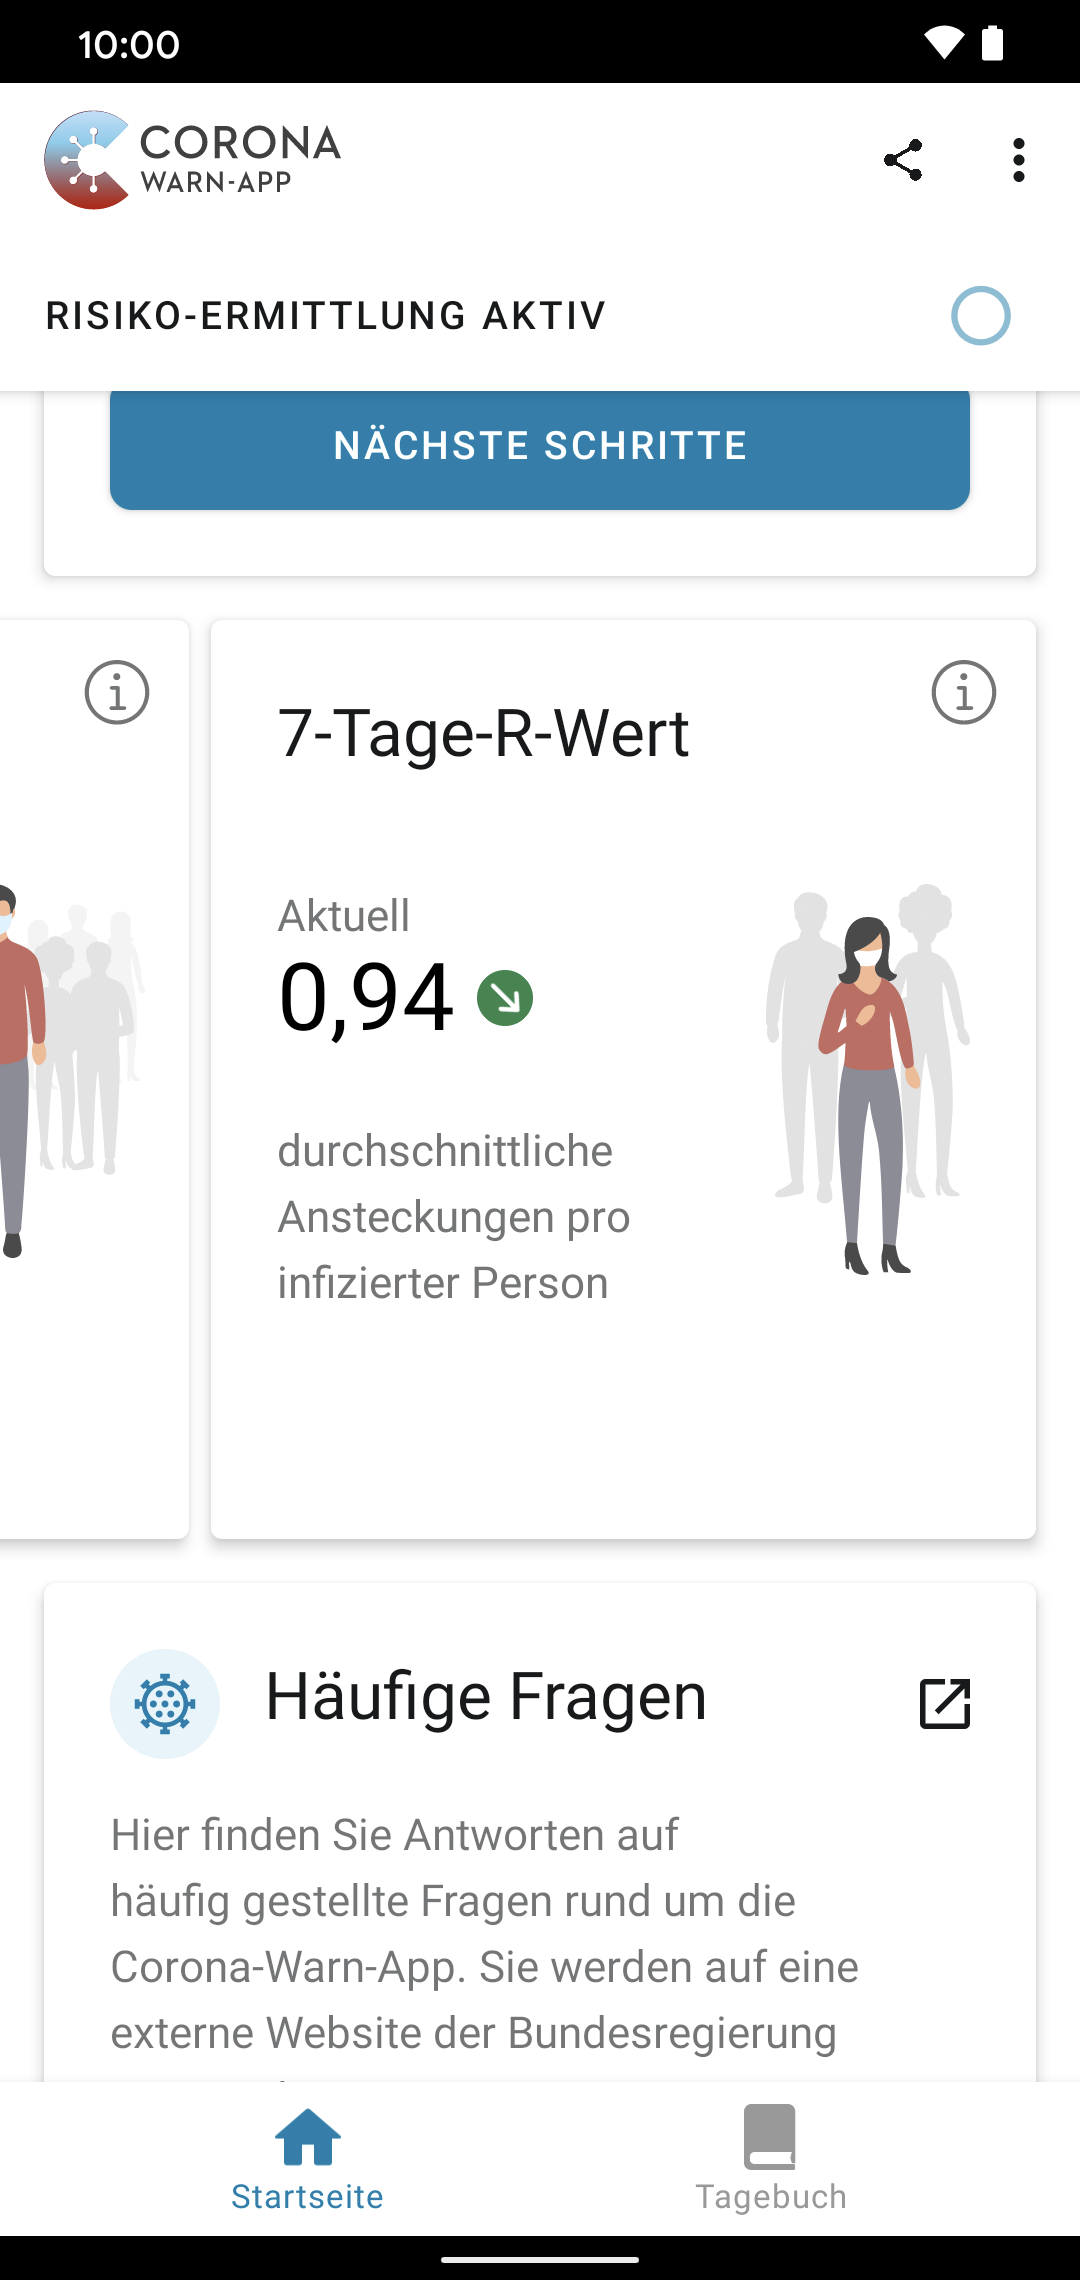 10:00
CORONA
WARN-APP
RISIKO-ERMITTLUNG AKTIV
NÄCHSTE SCHRITTE
7-Tage-R-Wert
Aktuell
0,94
durchschnittliche
Ansteckungen pro
infizierter Person
Häufige Fragen
Hier finden Sie Antworten auf
häufig gestellte Fragen rund um die
Corona-Warn-App. Sie werden auf eine
externe Website der Bundesregierung
Startseite
Tagebuch